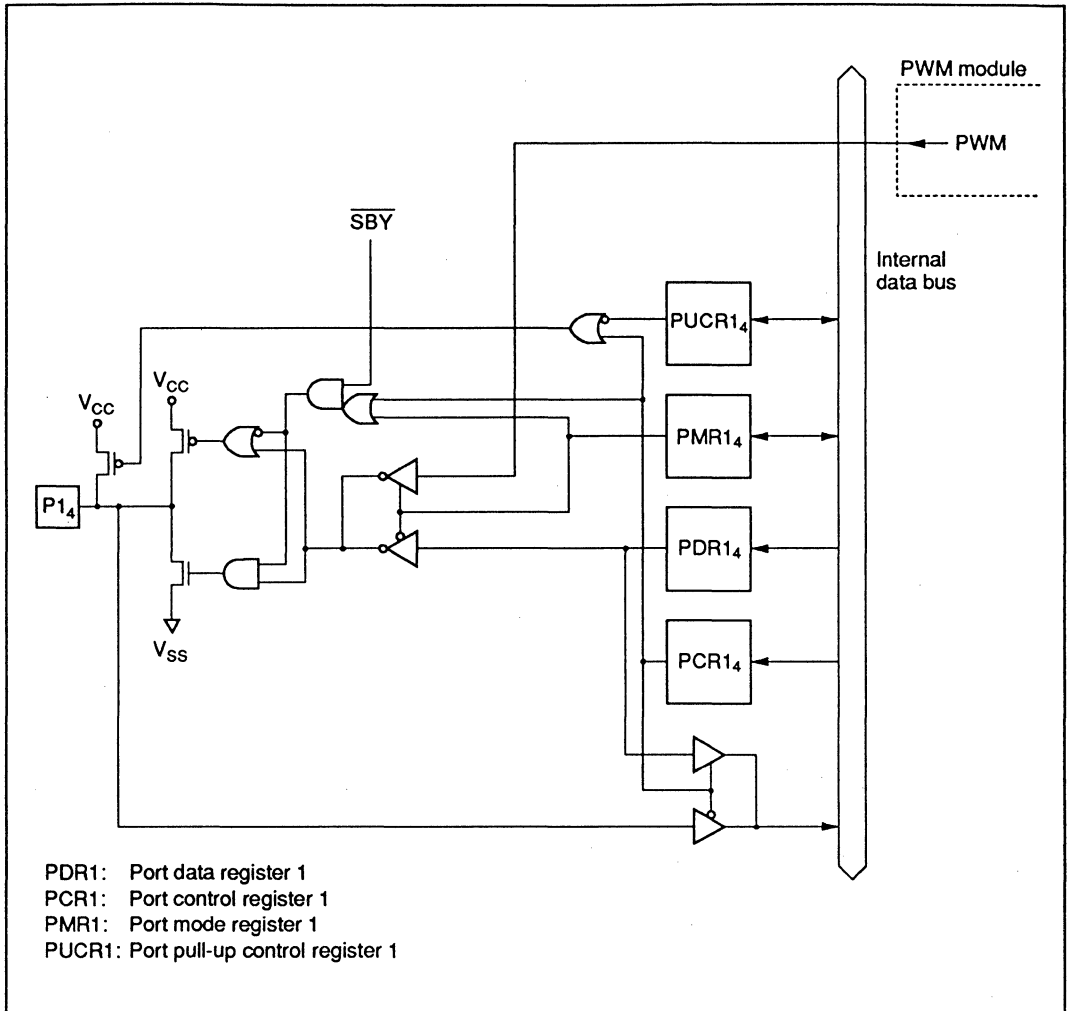 PWM module
PWM
SBY
Internal
data bus
PUCR1₄
V_CC
V_CC
PMR1₄
P1₄
PDR1₄
V_SS
PCR1₄
PDR1: Port data register 1
PCR1: Port control register 1
PMR1: Port mode register 1
PUCR1: Port pull-up control register 1